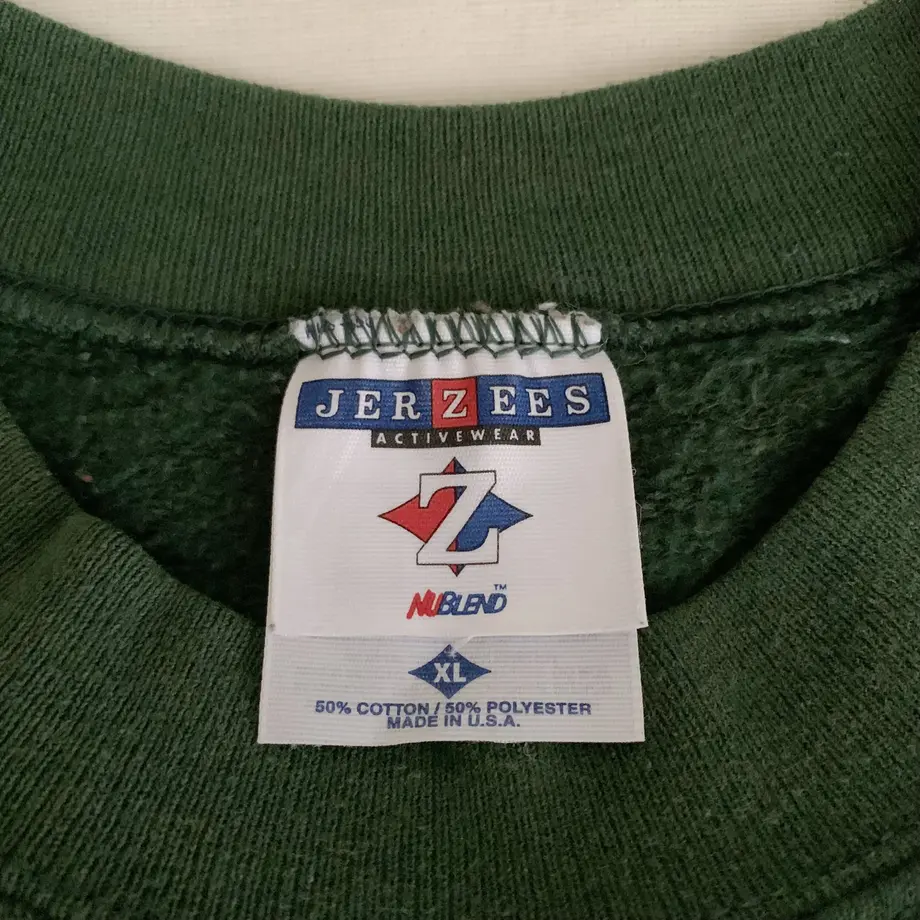 JERZEES
ACTIVEWEAR
Z
NUBLEND™
XL
50% COTTON / 50% POLYESTER
MADE IN U.S.A.